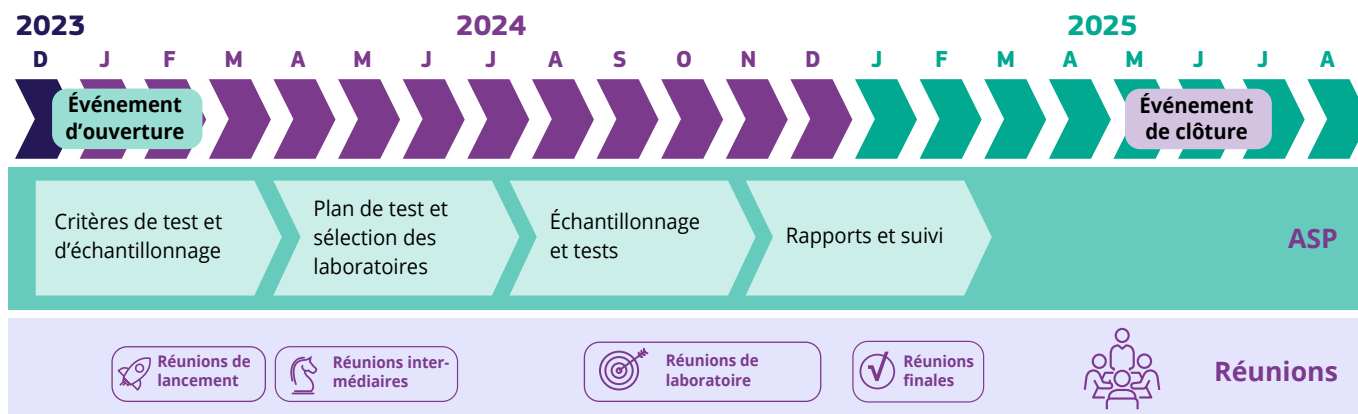 2023 2024 2025
D J F M A M J J A S O N D J F M A M J J A
Événement
d’ouverture
Événement
de clôture
Critères de test et
d’échantillonnage
Plan de test et
sélection des
laboratoires
Échantillonnage
et tests
Rapports et suivi
ASP
Réunions de
lancement
Réunions inter-
médiaires
Réunions de
laboratoire
Réunions
finales
Réunions